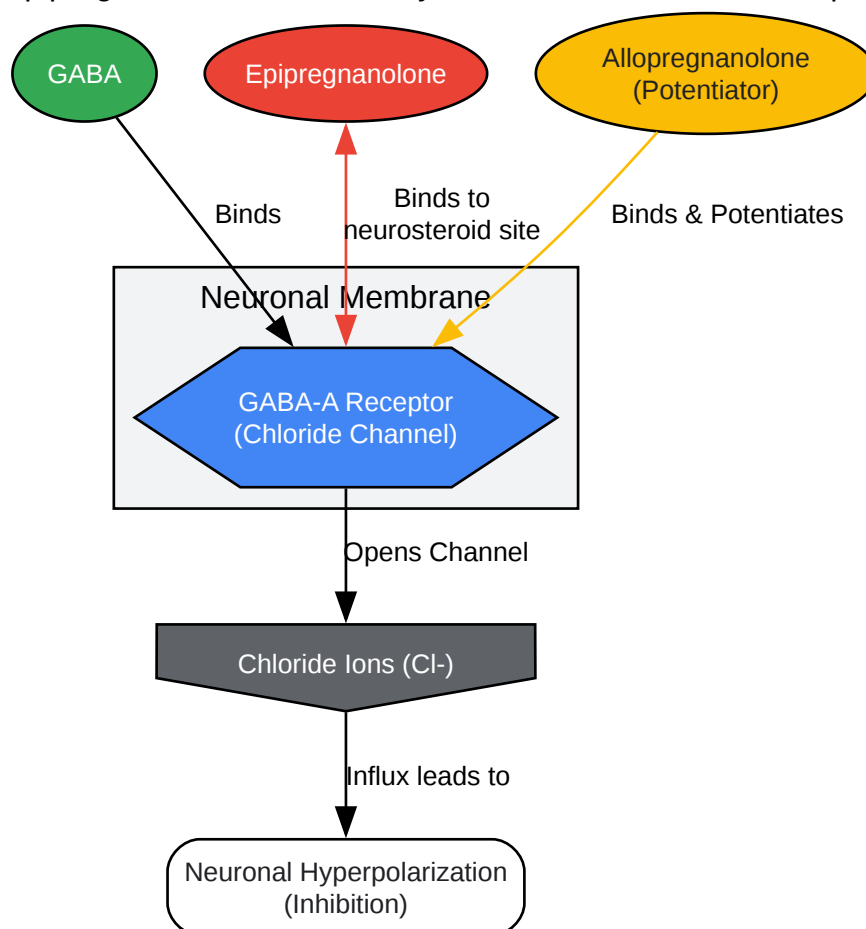 GABA
Epipregnanolone
Allopregnanolone
(Potentiator)
Binds
Binds to
neurosteroid site
Binds & Potentiates
Neuronal Membrane
GABA-A Receptor
(Chloride Channel)
Opens Channel
Chloride Ions (Cl-)
Influx leads to
Neuronal Hyperpolarization
(Inhibition)